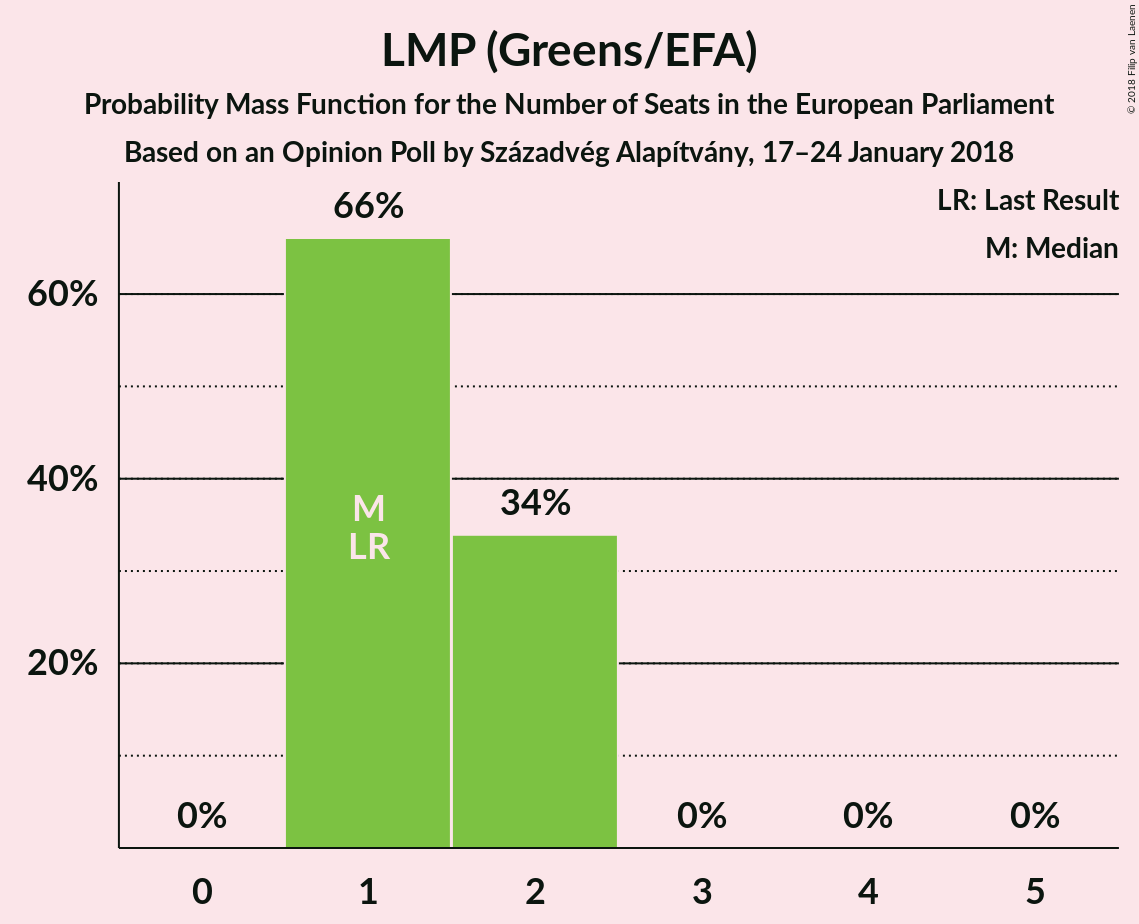 LMP (Greens/EFA)
Probability Mass Function for the Number of Seats in the European Parliament
Based on an Opinion Poll by Századvég Alapítvány, 17–24 January 2018
© 2018 Filip van Laenen
LR: Last Result
M: Median
66%
60%
40%
M
LR
34%
20%
0%
0%
0%
0%
0
1
2
3
4
5